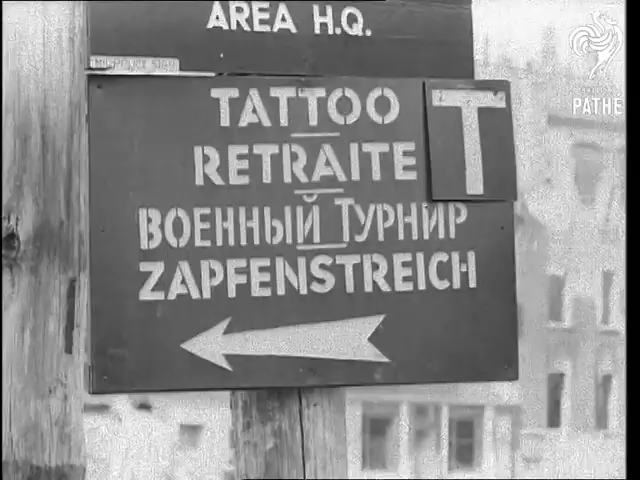 AREA H.Q.
TATTOO
T
RETRAITE
ВОЕННЫЙ ТУРНИР
ZAPFENSTREICH
PATHE